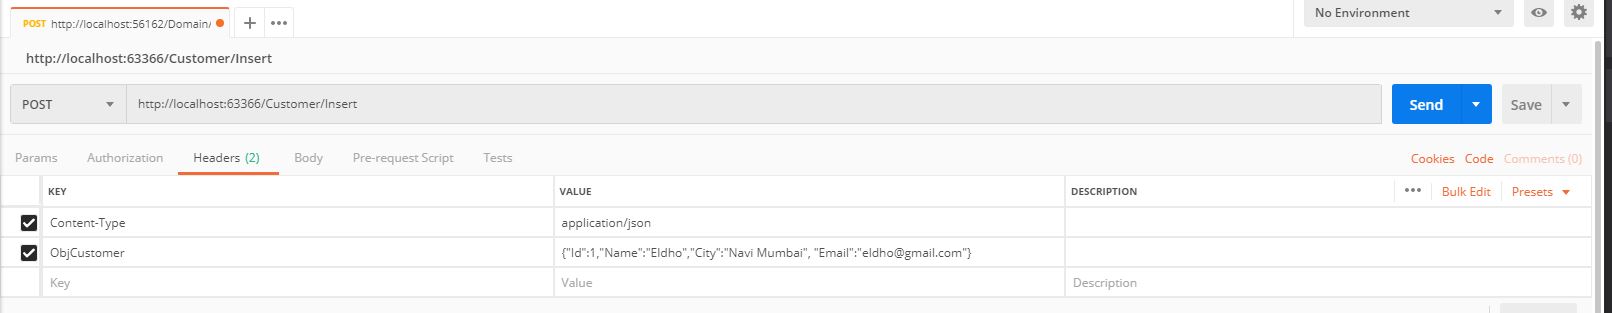 POST http://localhost:56162/Domain/
No Environment
http://localhost:63366/Customer/Insert
POST http://localhost:63366/Customer/Insert Send Save
Params Authorization Headers (2) Body Pre-request Script Tests Cookies Code Comments (0)
KEY VALUE DESCRIPTION Bulk Edit Presets
Content-Type application/json
ObjCustomer {"Id":1,"Name":"Eldho","City":"Navi Mumbai", "Email":"eldho@gmail.com"}
Key Value Description